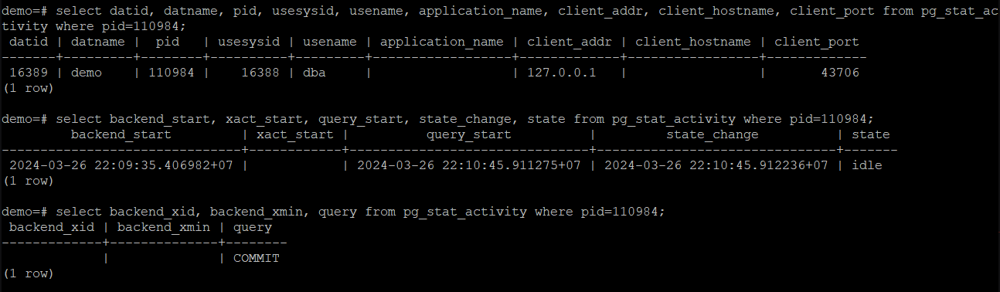 demo=# select datid, datname, pid, usesysid, usename, application_name, client_addr, client_hostname, client_port from pg_stat_ac
tivity where pid=110984;
 datid | datname |  pid   | usesysid | usename | application_name | client_addr | client_hostname | client_port
-------+---------+--------+----------+---------+------------------+-------------+-----------------+-------------
 16389 | demo    | 110984 |    16388 | dba     |                  | 127.0.0.1   |                 |       43706
(1 row)

demo=# select backend_start, xact_start, query_start, state_change, state from pg_stat_activity where pid=110984;
         backend_start         | xact_start |          query_start          |         state_change          | state
-------------------------------+------------+-------------------------------+-------------------------------+-------
 2024-03-26 22:09:35.406982+07 |            | 2024-03-26 22:10:45.911275+07 | 2024-03-26 22:10:45.912236+07 | idle
(1 row)

demo=# select backend_xid, backend_xmin, query from pg_stat_activity where pid=110984;
 backend_xid | backend_xmin | query
-------------+--------------+--------
             |              | COMMIT
(1 row)